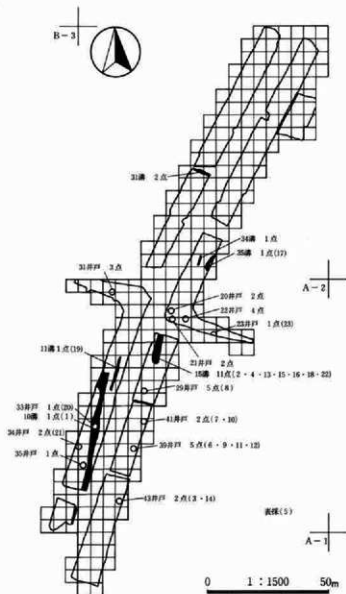 B-3
31溝 2点
34溝 1点
35溝 1点(17)
31井戸 3点
A-2
20井戸 2点
22井戸 4点
23井戸 1点(23)
21井戸 2点
11溝 1点(19)
18溝 11点(2・4・13・15・16・18・22)
29井戸 5点(8)
33井戸 1点(20)
10溝 1点(1)
41井戸 2点(7・10)
34井戸 2点(21)
39井戸 5点(6・9・11・12)
35井戸 1点
43井戸 2点(3・14)
表採(5)
A-1
0 1:1500 50m